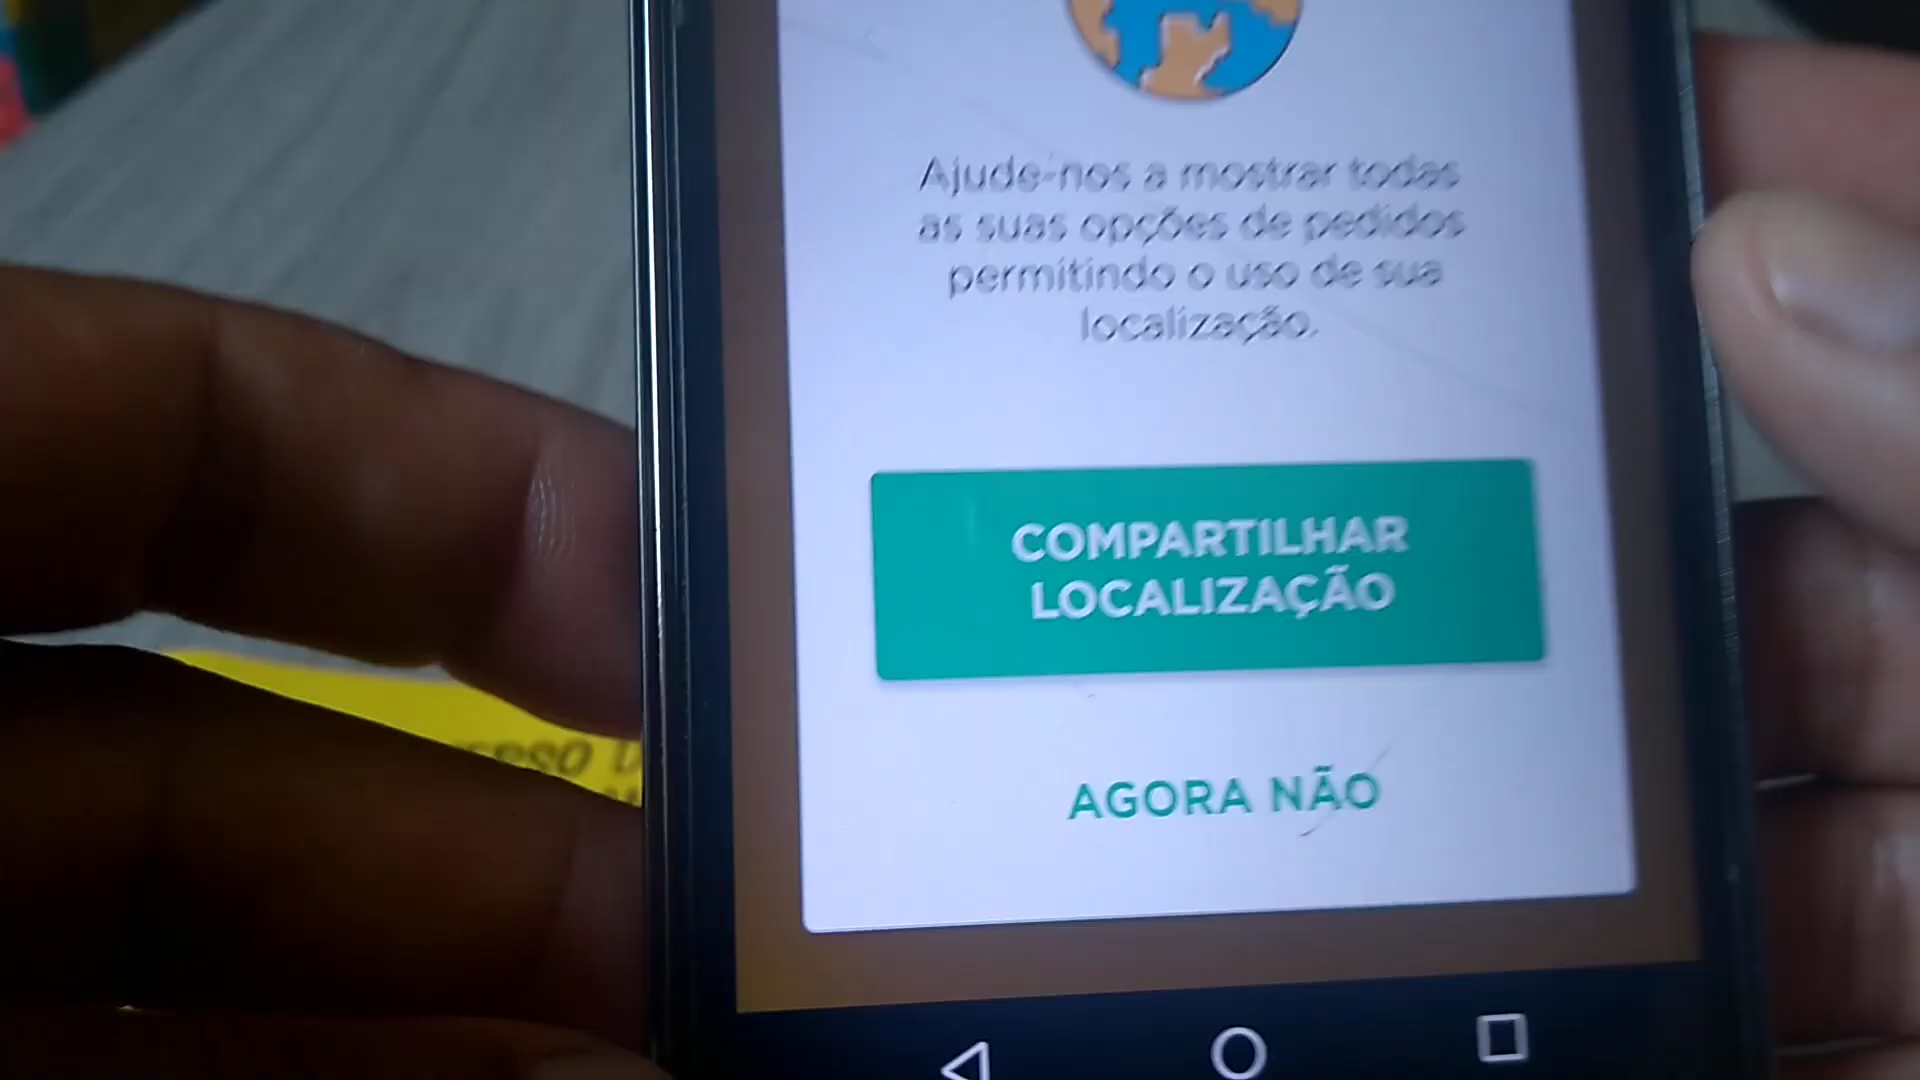 Ajude-nos a mostrar todas
as suas opções de pedidos
permitindo o uso de sua
localização.
COMPARTILHAR
LOCALIZAÇÃO
AGORA NÃO